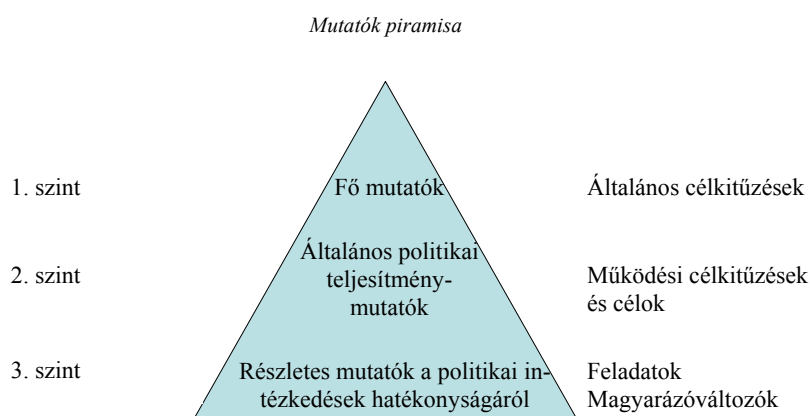 Mutatók piramisa
1. szint
Fő mutatók
Általános célkitűzések
2. szint
Általános politikai
teljesítmény-
mutatók
Működési célkitűzések
és célok
3. szint
Részletes mutatók a politikai in-
tézkedések hatékonyságáról
Feladatok
Magyarázóváltozók